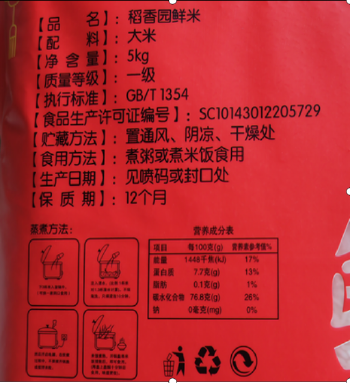 【品 名】：稻香园鲜米
【配 料】：大米
【净 含 量】：5kg
【质量等级】：一级
【执行标准】：GB/T 1354
【食品生产许可证编号】：SC10143012205729
【贮藏方法】：置通风、阴凉、干燥处
【食用方法】：煮粥或煮米饭食用
【生产日期】：见喷码或封口处
【保 质 期】：12个月
蒸煮方法：
营养成分表
项目 每100克(g) 营养素参考值%
能量 1448千焦(kJ) 17%
蛋白质 7.7克(g) 13%
脂肪 0.1克(g) 1%
碳水化合物 76.8克(g) 26%
钠 0毫克(mg) 0%